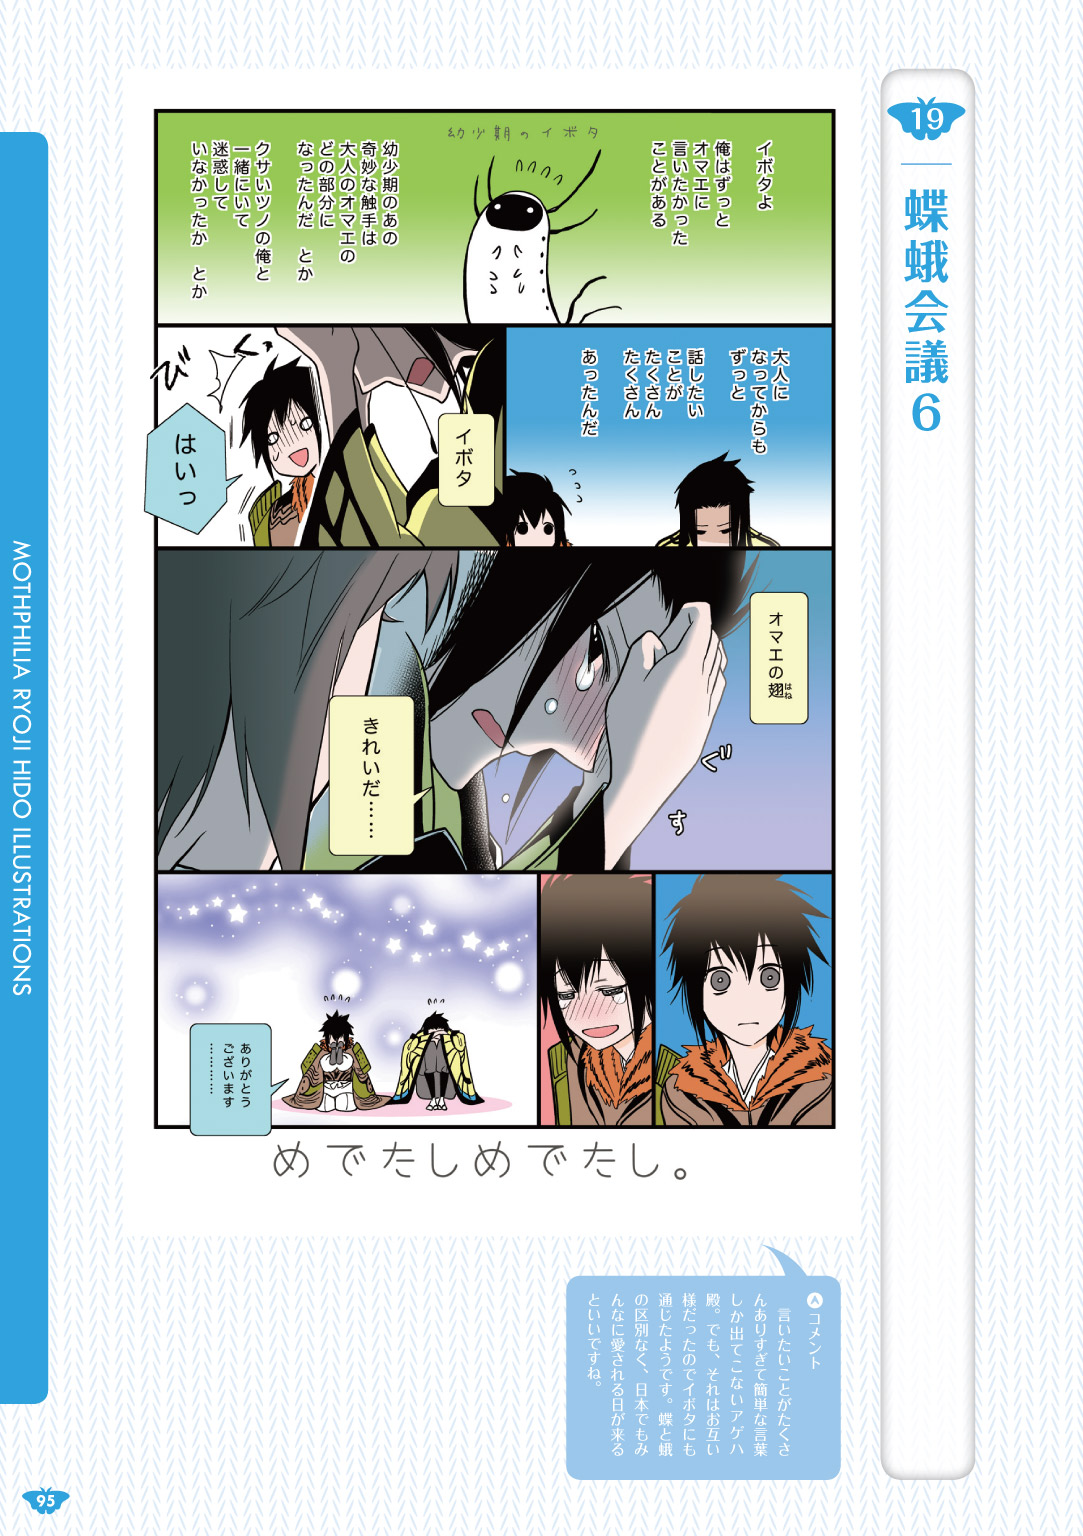 19
蝶蛾会議6
幼少期のイボタ
イボタよ
俺はずっと
オマエに
言いたかった
ことがある
幼少期のあの
奇妙な触手は
大人のオマエの
どの部分に
なったんだ　とか
クサいツノの俺と
一緒にいて
迷惑して
いなかったか　とか
大人に
なってからも
ずっと
話したい
ことが
たくさん
たくさん
あったんだ
イボタ
びくっ
はいっ
オマエの翅
はね
ぐ
す
きれいだ……
ありがとう
ございます
…………
めでたしめでたし。
A コメント
言いたいことがたくさ
んありすぎて簡単な言葉
しか出てこないアゲハ
殿。でも、それはお互い
様だったのでイボタにも
通じたようです。蝶と蛾
の区別なく、日本でもみ
んなに愛される日が来る
といいですね。
MOTHPHILIA RYOJI HIDO ILLUSTRATIONS
95